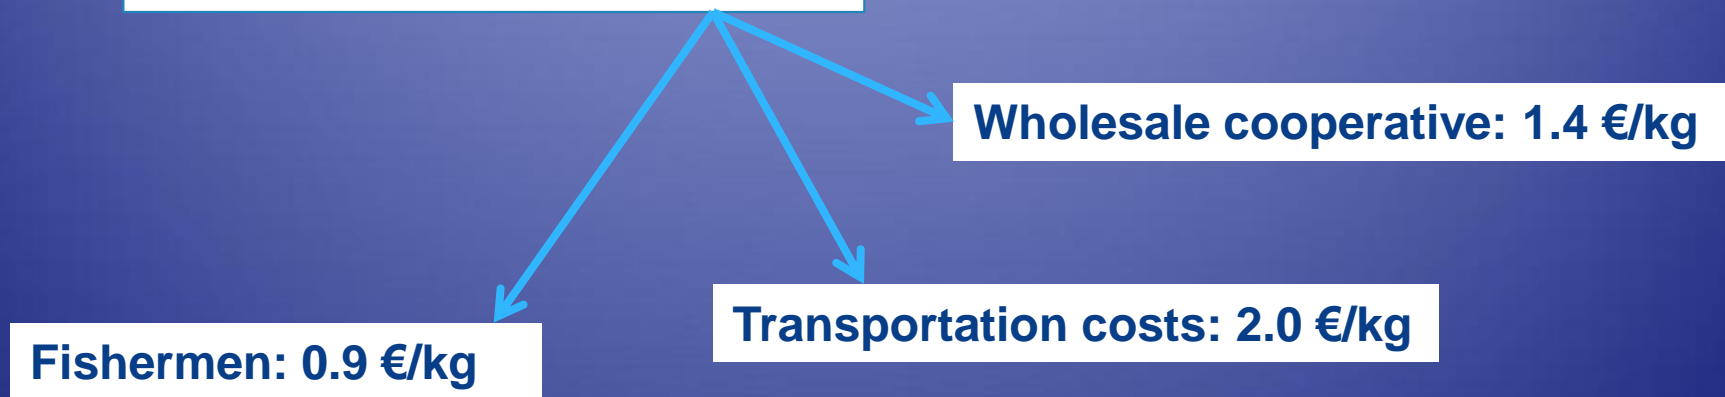 Wholesale cooperative: 1.4 €/kg
Transportation costs: 2.0 €/kg
Fishermen: 0.9 €/kg